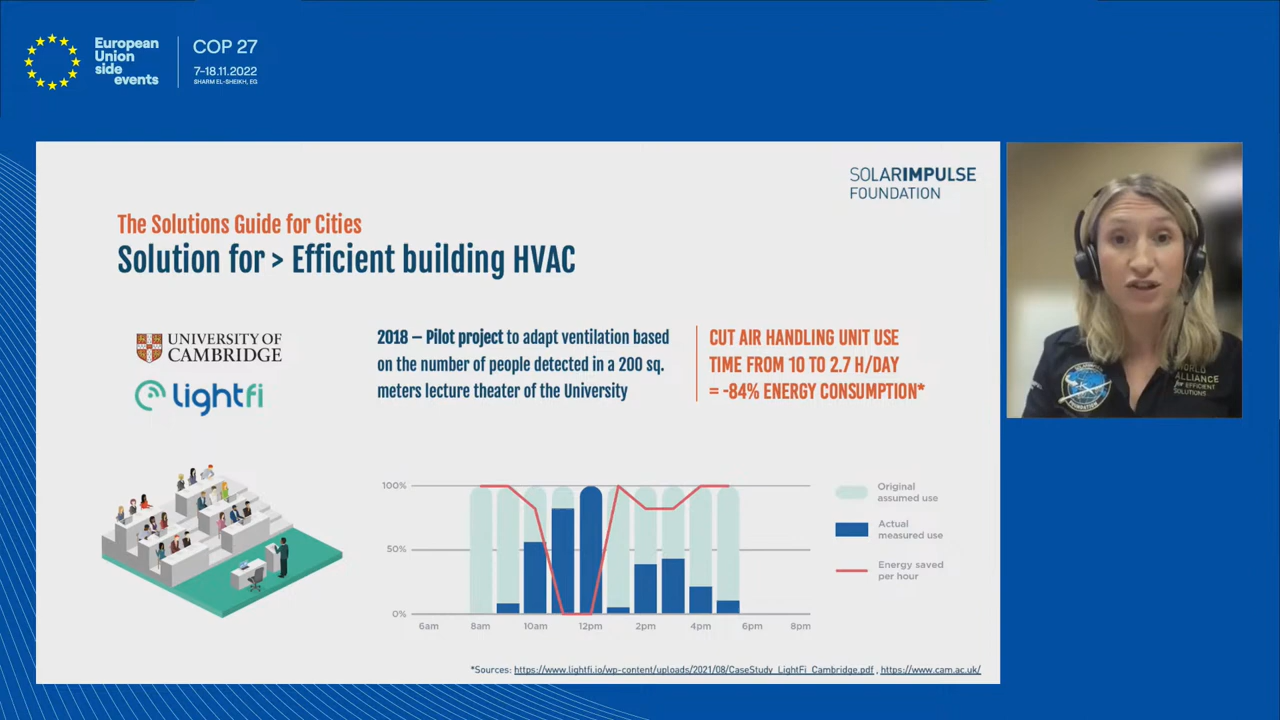 European
Union
side
events
COP 27
7-18.11.2022
SHARM EL-SHEIKH, EG
SOLARIMPULSE
FOUNDATION
The Solutions Guide for Cities
Solution for > Efficient building HVAC
UNIVERSITY OF
CAMBRIDGE
lightfi
2018 – Pilot project to adapt ventilation based
on the number of people detected in a 200 sq.
meters lecture theater of the University
CUT AIR HANDLING UNIT USE
TIME FROM 10 TO 2.7 H/DAY
= -84% ENERGY CONSUMPTION*
100%
50%
0%
6am 8am 10am 12pm 2pm 4pm 6pm 8pm
Original
assumed use
Actual
measured use
Energy saved
per hour
*Sources: https://www.lightfi.io/wp-content/uploads/2021/08/CaseStudy_LightFi_Cambridge.pdf , https://www.cam.ac.uk/
WORLD
ALLIANCE
for EFFICIENT
SOLUTIONS
FOUNDATION